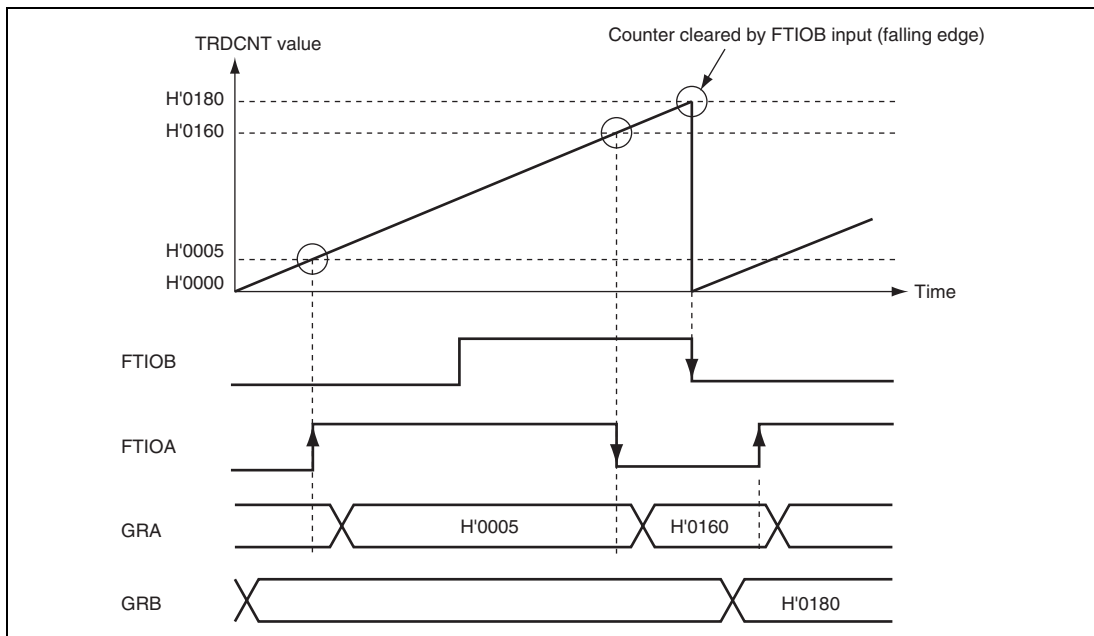 Counter cleared by FTIOB input (falling edge)
TRDCNT value
H'0180
H'0160
H'0005
H'0000
Time
FTIOB
FTIOA
GRA
H'0005
H'0160
GRB
H'0180